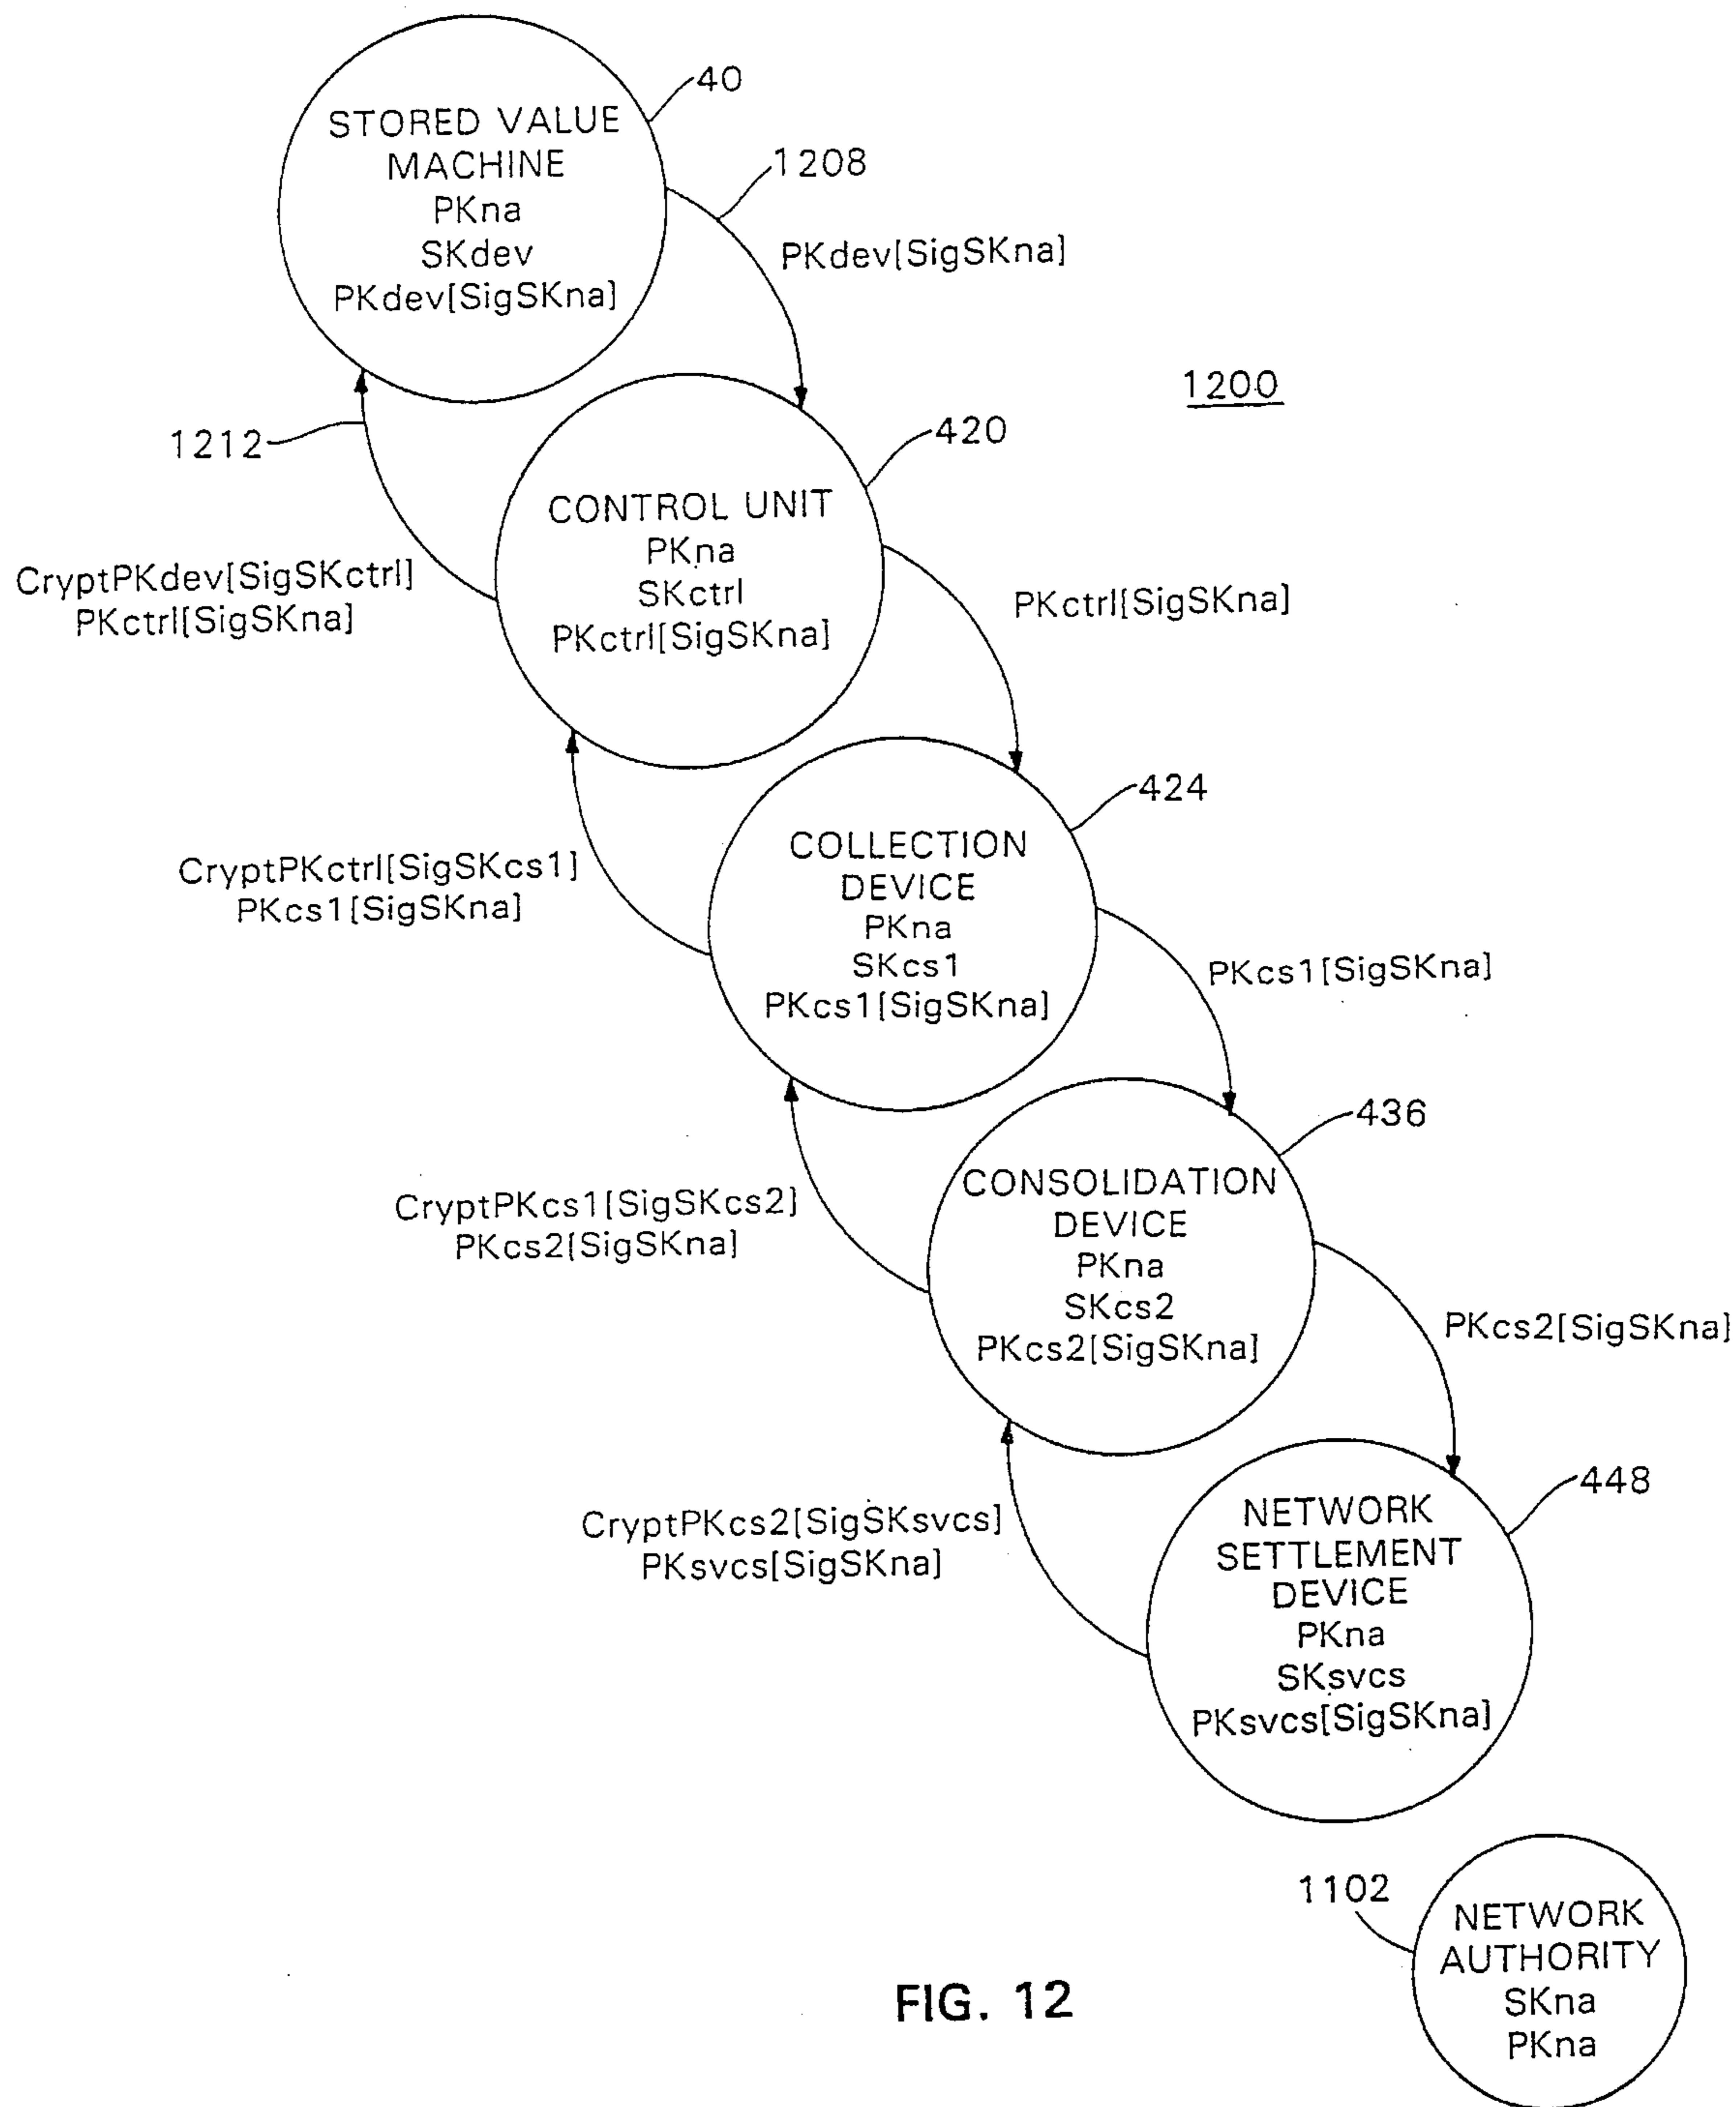 40
STORED VALUE
MACHINE
PKna
SKdev
PKdev[SigSKna]
1208
PKdev[SigSKna]
1200
1212
420
CONTROL UNIT
PKna
SKctrl
PKctrl[SigSKna]
CryptPKdev[SigSKctrl]
PKctrl[SigSKna]
PKctrl[SigSKna]
424
COLLECTION
DEVICE
PKna
SKcs1
PKcs1[SigSKna]
CryptPKctrl[SigSKcs1]
PKcs1[SigSKna]
PKcs1[SigSKna]
436
CONSOLIDATION
DEVICE
PKna
SKcs2
PKcs2[SigSKna]
CryptPKcs1[SigSKcs2]
PKcs2[SigSKna]
PKcs2[SigSKna]
448
NETWORK
SETTLEMENT
DEVICE
PKna
SKsvcs
PKsvcs[SigSKna]
CryptPKcs2[SigSKsvcs]
PKsvcs[SigSKna]
1102
NETWORK
AUTHORITY
SKna
PKna
FIG. 12